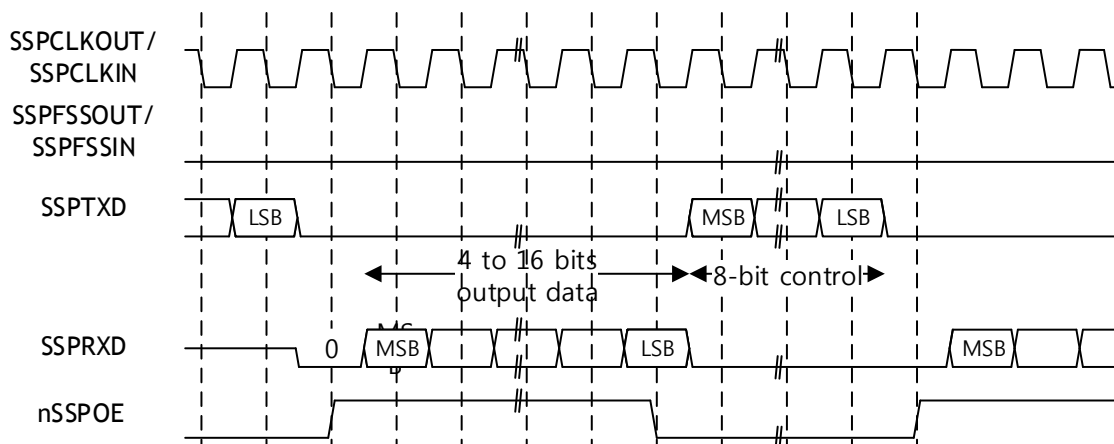 SSPCLKOUT/
SSPCLKIN
SSPFSSOUT/
SSPFSSIN
SSPTXD
LSB
MSB
LSB
4 to 16 bits
output data
8-bit control
SSPRXD
0
MS
B
MSB
LSB
MSB
nSSPOE